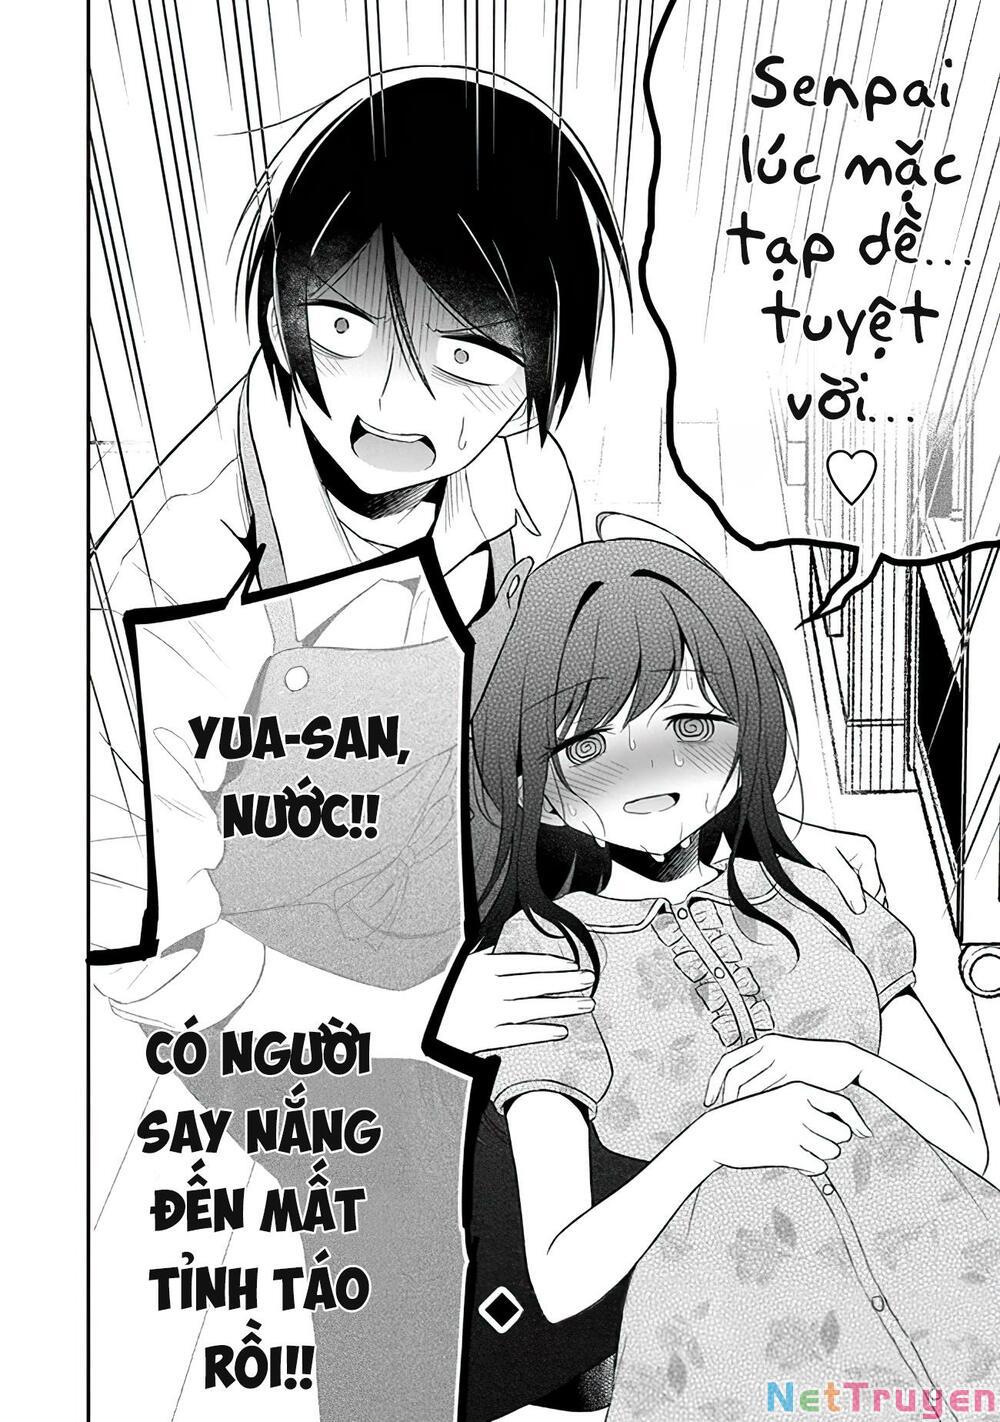 Senpai
lúc mặc
tạp dề...
tuyệt
vời...
♡
YUA-SAN,
NƯỚC!!
CÓ NGƯỜI
SAY NẮNG
ĐẾN MẤT
TỈNH TÁO
RỒI!!
NetTruyen